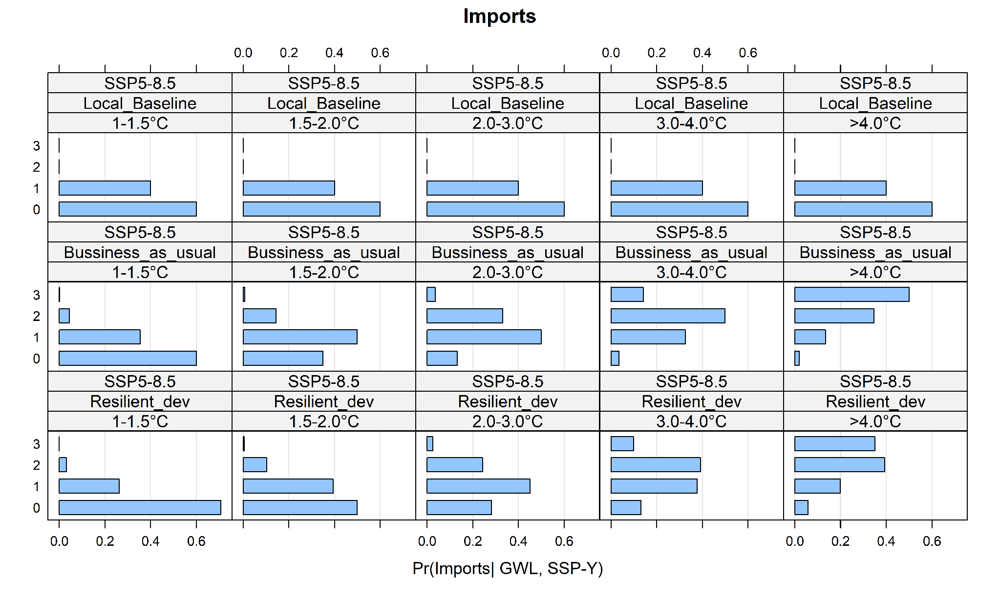 Imports
0.0 0.2 0.4 0.6 0.0 0.2 0.4 0.6
SSP5-8.5 SSP5-8.5 SSP5-8.5 SSP5-8.5 SSP5-8.5
Local_Baseline Local_Baseline Local_Baseline Local_Baseline Local_Baseline
1-1.5°C 1.5-2.0°C 2.0-3.0°C 3.0-4.0°C >4.0°C
3
2
1
0
SSP5-8.5 SSP5-8.5 SSP5-8.5 SSP5-8.5 SSP5-8.5
Bussiness_as_usual Bussiness_as_usual Bussiness_as_usual Bussiness_as_usual Bussiness_as_usual
1-1.5°C 1.5-2.0°C 2.0-3.0°C 3.0-4.0°C >4.0°C
3
2
1
0
SSP5-8.5 SSP5-8.5 SSP5-8.5 SSP5-8.5 SSP5-8.5
Resilient_dev Resilient_dev Resilient_dev Resilient_dev Resilient_dev
1-1.5°C 1.5-2.0°C 2.0-3.0°C 3.0-4.0°C >4.0°C
3
2
1
0
0.0 0.2 0.4 0.6 0.0 0.2 0.4 0.6 0.0 0.2 0.4 0.6
Pr(Imports| GWL, SSP-Y)